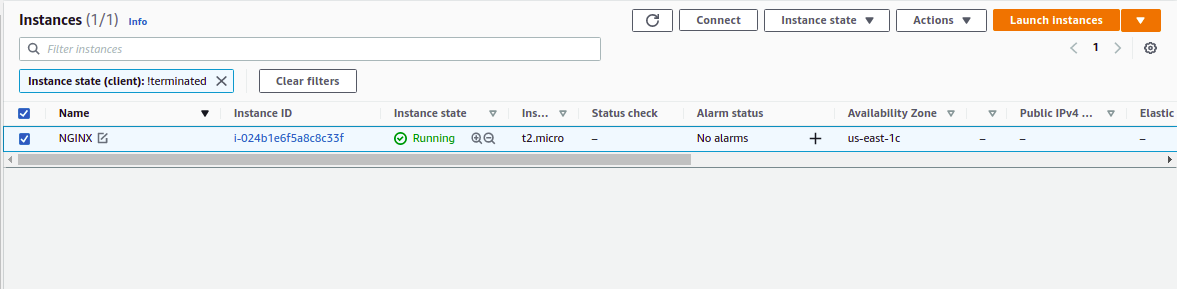 Instances (1/1) Info Connect Instance state Actions Launch instances
Filter instances 1
Instance state (client): !terminated Clear filters
Name Instance ID Instance state Ins... Status check Alarm status Availability Zone Public IPv4 ... Elastic
NGINX i-024b1e6f5a8c8c33f Running t2.micro – No alarms + us-east-1c – – –